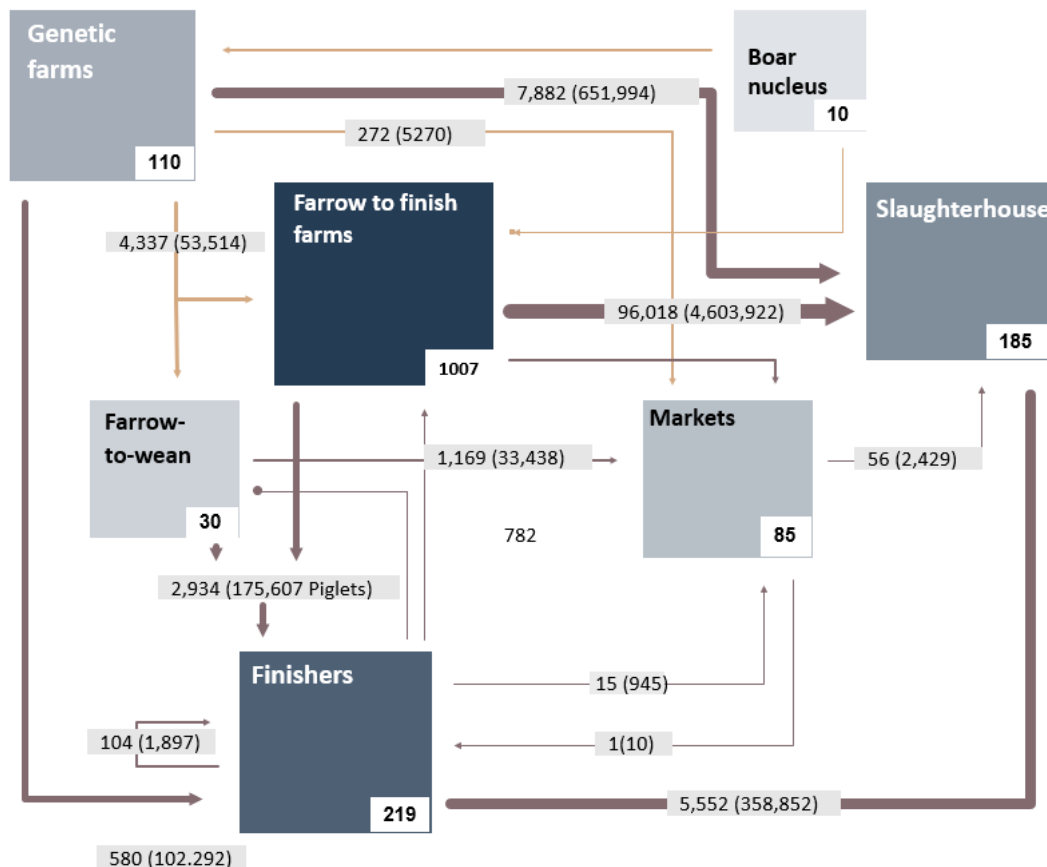 Genetic
farms
110
Boar
nucleus
10
7,882 (651,994)
272 (5270)
4,337 (53,514)
Farrow to finish
farms
1007
Slaughterhouse
185
96,018 (4,603,922)
Farrow-
to-wean
30
1,169 (33,438)
Markets
85
56 (2,429)
782
2,934 (175,607 Piglets)
Finishers
219
15 (945)
104 (1,897)
1(10)
5,552 (358,852)
580 (102.292)